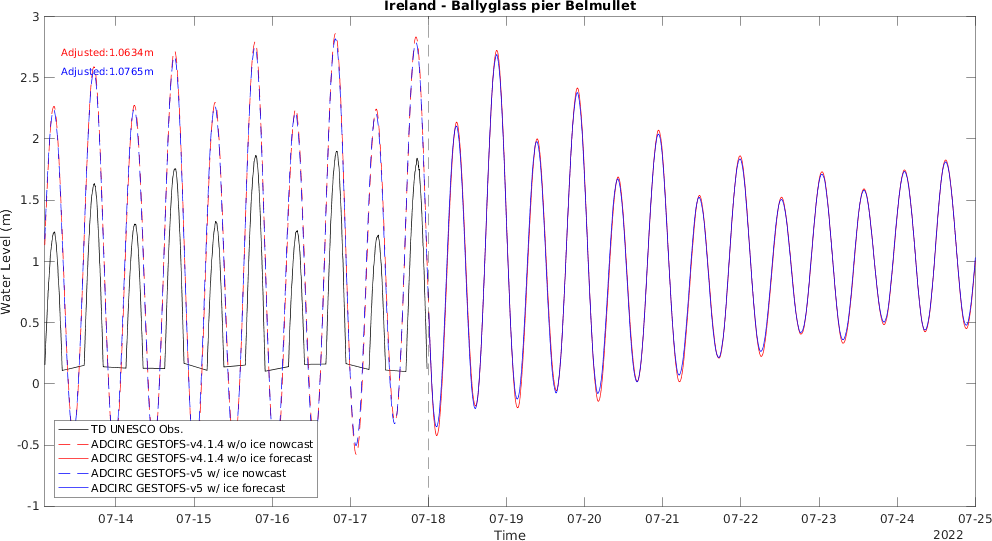 Ireland - Ballyglass pier Belmullet
Adjusted:1.0634m
Adjusted:1.0765m
3
2.5
2
1.5
1
0.5
0
-0.5
-1
Water Level (m)
TD UNESCO Obs.
ADCIRC GESTOFS-v4.1.4 w/o ice nowcast
ADCIRC GESTOFS-v4.1.4 w/o ice forecast
ADCIRC GESTOFS-v5 w/ ice nowcast
ADCIRC GESTOFS-v5 w/ ice forecast
07-14 07-15 07-16 07-17 07-18 07-19 07-20 07-21 07-22 07-23 07-24 07-25
Time
2022